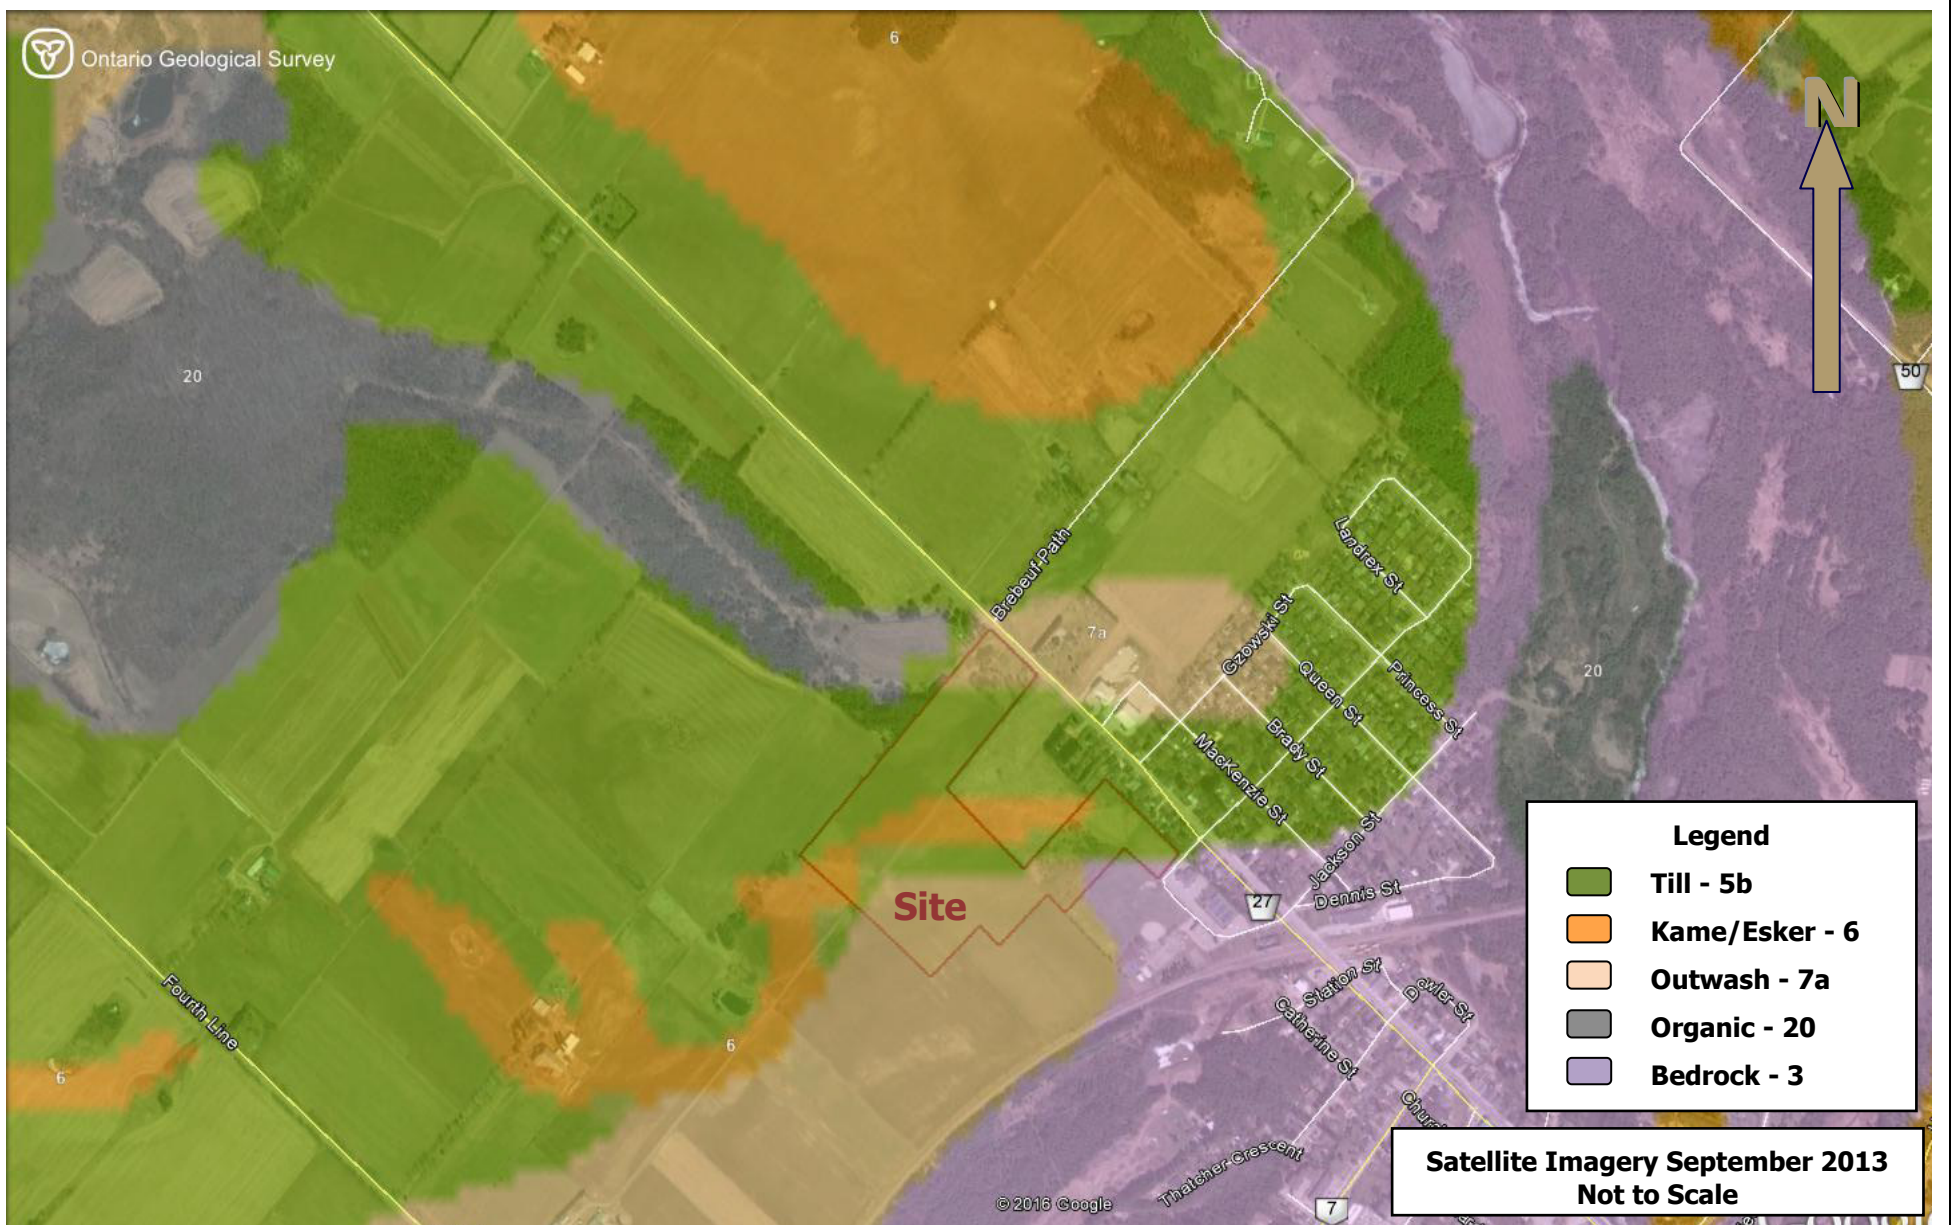 Ontario Geological Survey
6
N
20
50
Landrex St
Brebeuf Path
7a
Gzowski St
Queen St
Princess St
20
MacKenzie St
Brady St
Jackson St
Dennis St
27
Site
Station St
Catherine St
6
6
Fourth Line
Thatcher Crescent
© 2016 Google
7
Legend
Till - 5b
Kame/Esker - 6
Outwash - 7a
Organic - 20
Bedrock - 3
Satellite Imagery September 2013
Not to Scale